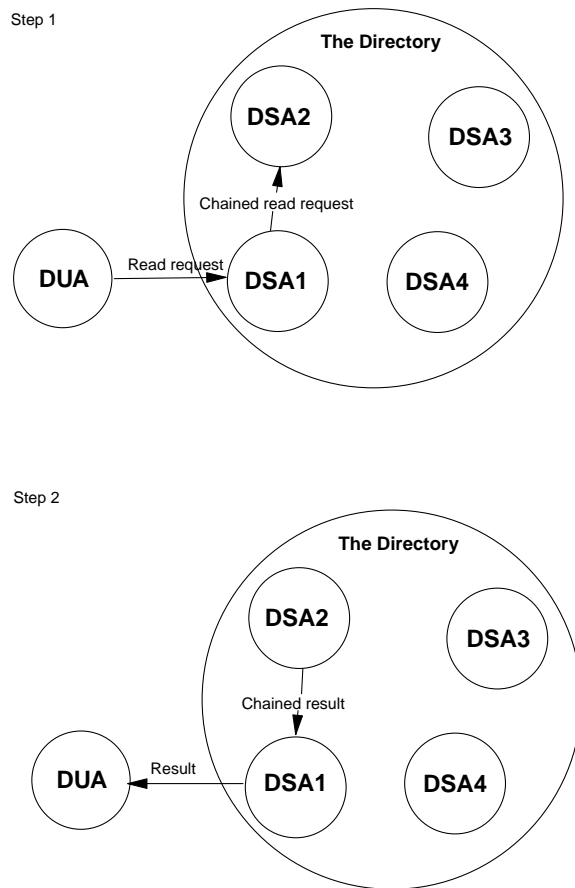 Step 1
The Directory
DSA2
DSA3
Chained read request
Read request
DUA
DSA1
DSA4
Step 2
The Directory
DSA2
DSA3
Chained result
Result
DUA
DSA1
DSA4